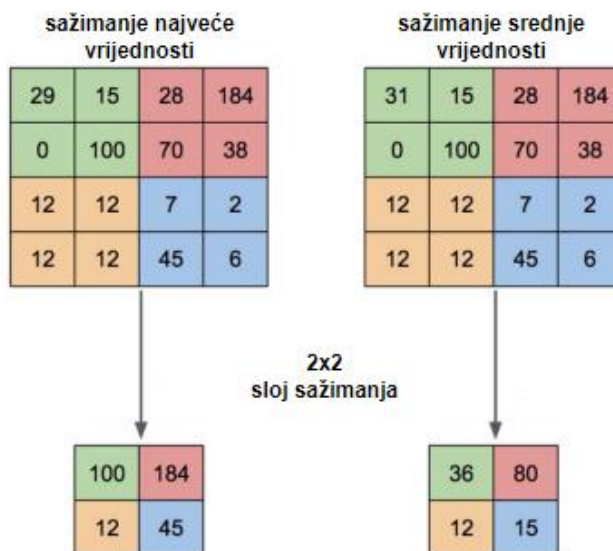 sažimanje najveće
vrijednosti
29 15 28 184
0 100 70 38
12 12 7 2
12 12 45 6
sažimanje srednje
vrijednosti
31 15 28 184
0 100 70 38
12 12 7 2
12 12 45 6
2x2
sloj sažimanja
100 184
12 45
36 80
12 15